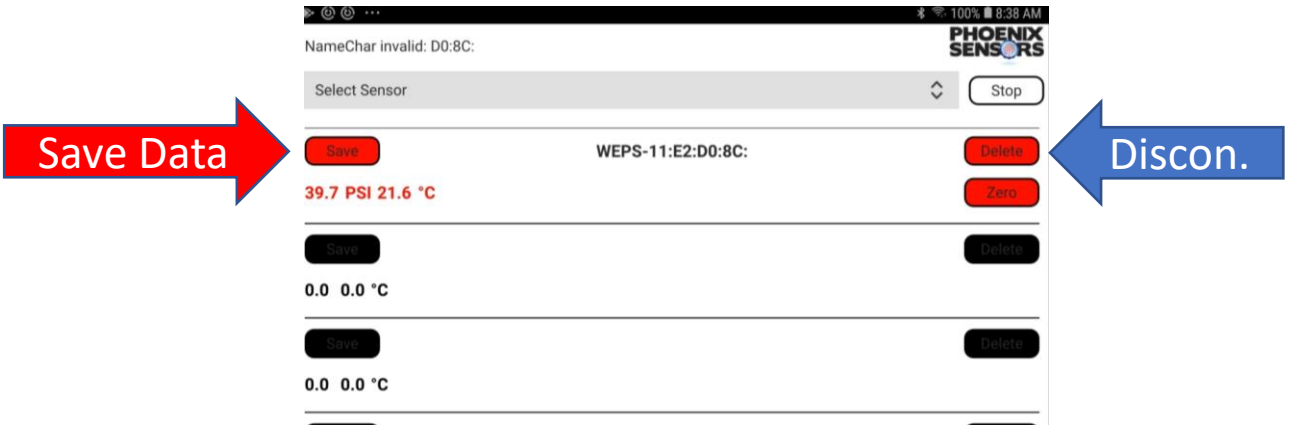 100% 8:38 AM
NameChar invalid: D0:8C:
PHOENIX
SENSORS
Select Sensor
Stop
Save Data
Save
WEPS-11:E2:D0:8C:
Delete
Discon.
39.7 PSI 21.6 °C
Zero
Save
Delete
0.0 0.0 °C
Save
Delete
0.0 0.0 °C